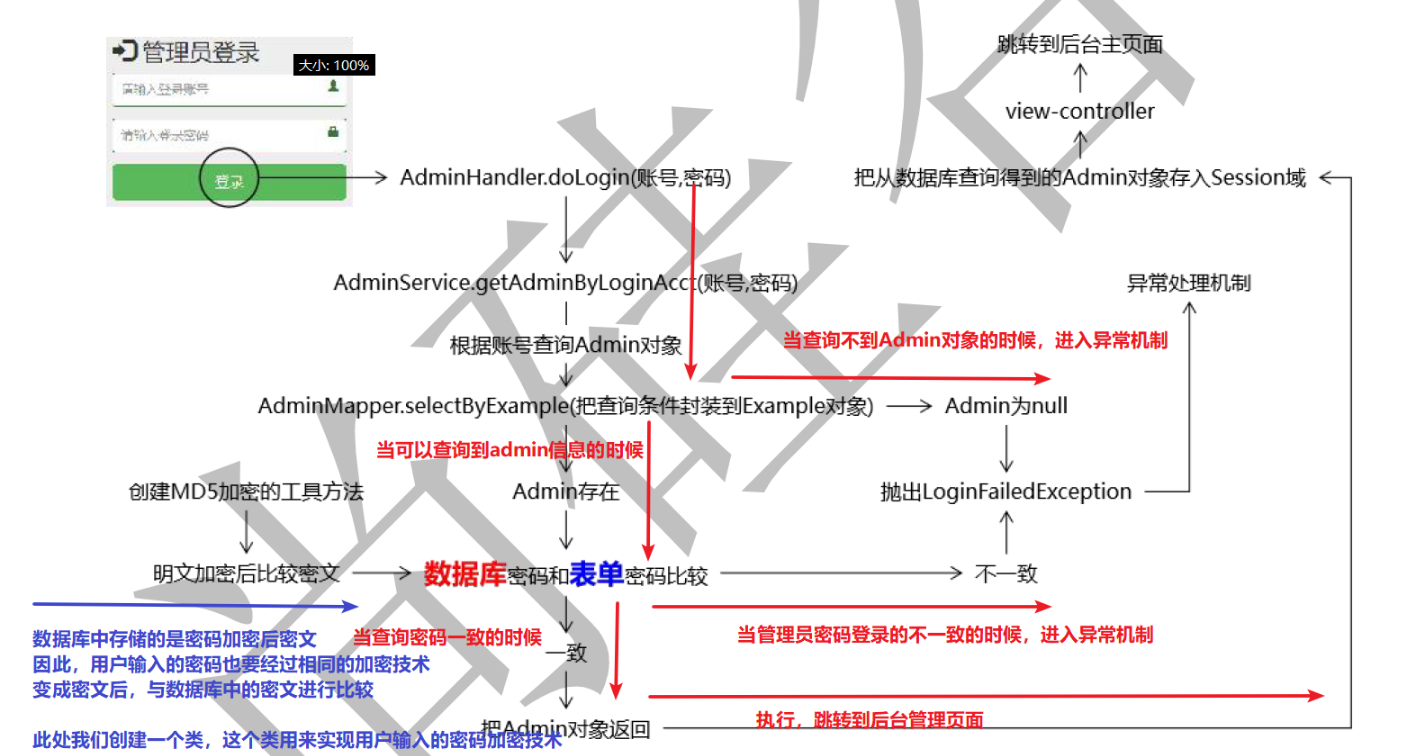 管理员登录
大小: 100%
请输入登录账号
请输入登录密码
登录
AdminHandler.doLogin(账号,密码)
AdminService.getAdminByLoginAcct(账号,密码)
根据账号查询Admin对象
AdminMapper.selectByExample(把查询条件封装到Example对象)
当可以查询到admin信息的时候
Admin存在
创建MD5加密的工具方法
明文加密后比较密文
数据库密码和表单密码比较
当查询密码一致的时候
一致
把Admin对象返回
跳转到后台主页面
view-controller
把从数据库查询得到的Admin对象存入Session域
异常处理机制
当查询不到Admin对象的时候，进入异常机制
Admin为null
抛出LoginFailedException
不一致
当管理员密码登录的不一致的时候，进入异常机制
执行，跳转到后台管理页面
数据库中存储的是密码加密后密文
因此，用户输入的密码也要经过相同的加密技术
变成密文后，与数据库中的密文进行比较
此处我们创建一个类，这个类用来实现用户输入的密码加密技术
尚硅谷